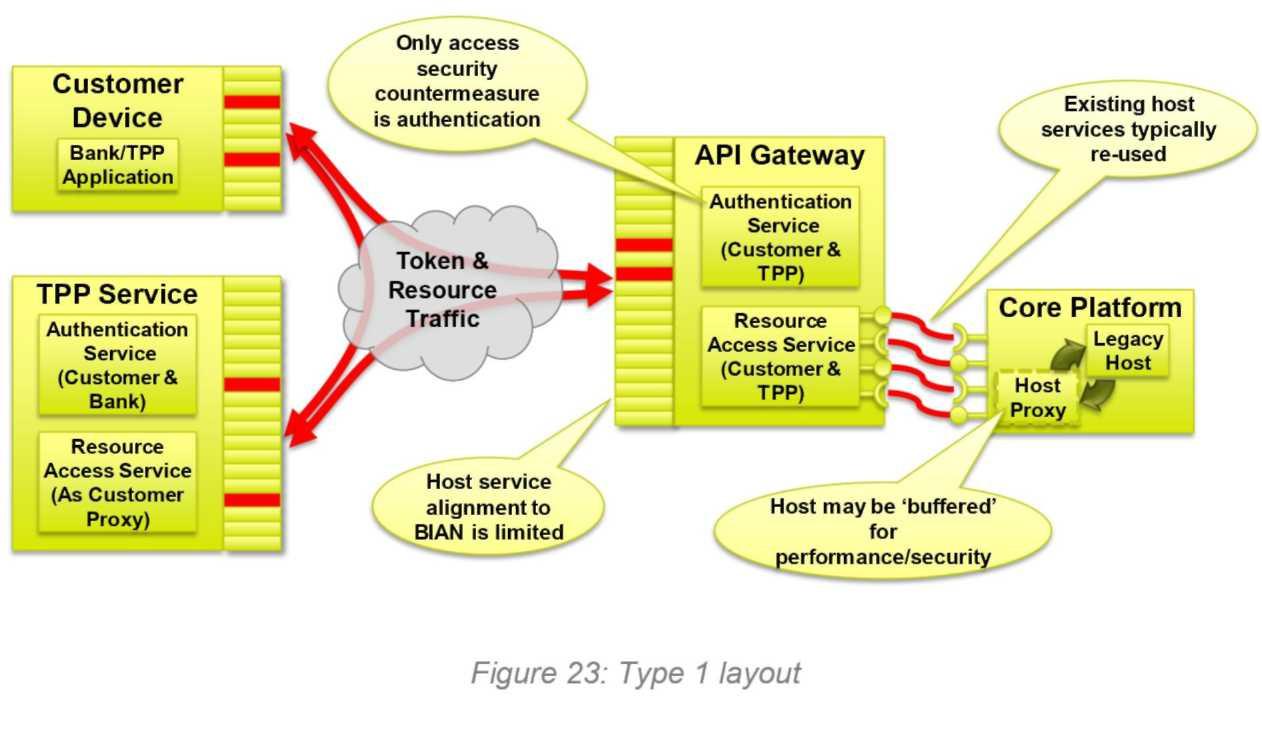 Only access
security
countermeasure
is authentication
Customer
Device
Bank/TPP
Application
Existing host
services typically
re-used
API Gateway
Authentication
Service
(Customer &
TPP)
Token &
Resource
Traffic
TPP Service
Authentication
Service
(Customer &
Bank)
Resource
Access Service
(As Customer
Proxy)
Resource
Access Service
(Customer &
TPP)
Core Platform
Legacy
Host
Host
Proxy
Host service
alignment to
BIAN is limited
Host may be ‘buffered’
for
performance/security
Figure 23: Type 1 layout